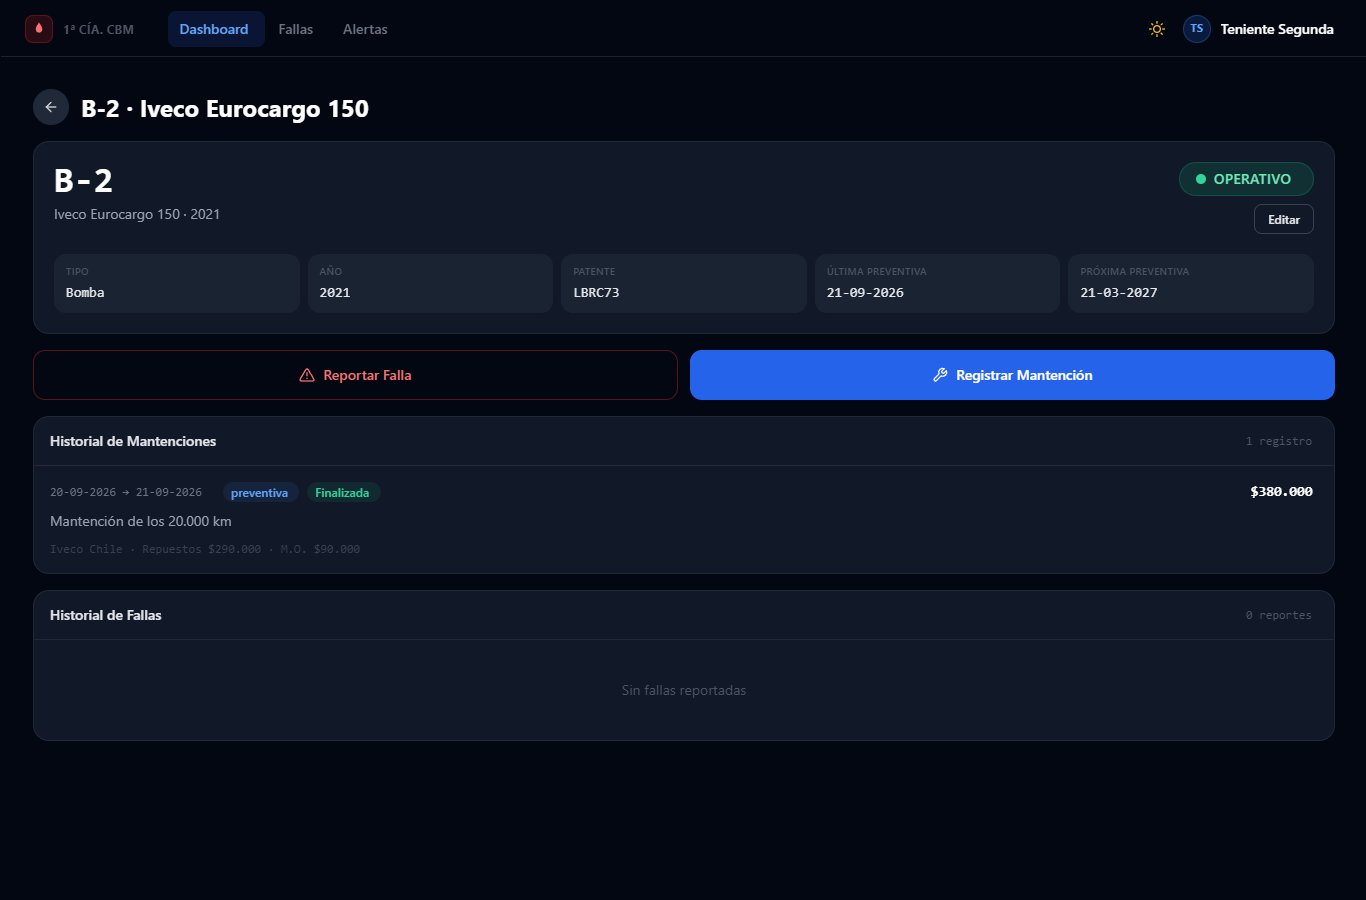 1ª CÍA. CBM Dashboard Fallas Alertas TS Teniente Segunda
B-2 · Iveco Eurocargo 150
B-2
OPERATIVO
Iveco Eurocargo 150 · 2021
Editar
TIPO AÑO PATENTE ÚLTIMA PREVENTIVA PRÓXIMA PREVENTIVA
Bomba 2021 LBRC73 21-09-2026 21-03-2027
Reportar Falla Registrar Mantención
Historial de Mantenciones 1 registro
20-09-2026 → 21-09-2026 preventiva Finalizada $380.000
Mantención de los 20.000 km
Iveco Chile · Repuestos $290.000 · M.O. $90.000
Historial de Fallas 0 reportes
Sin fallas reportadas